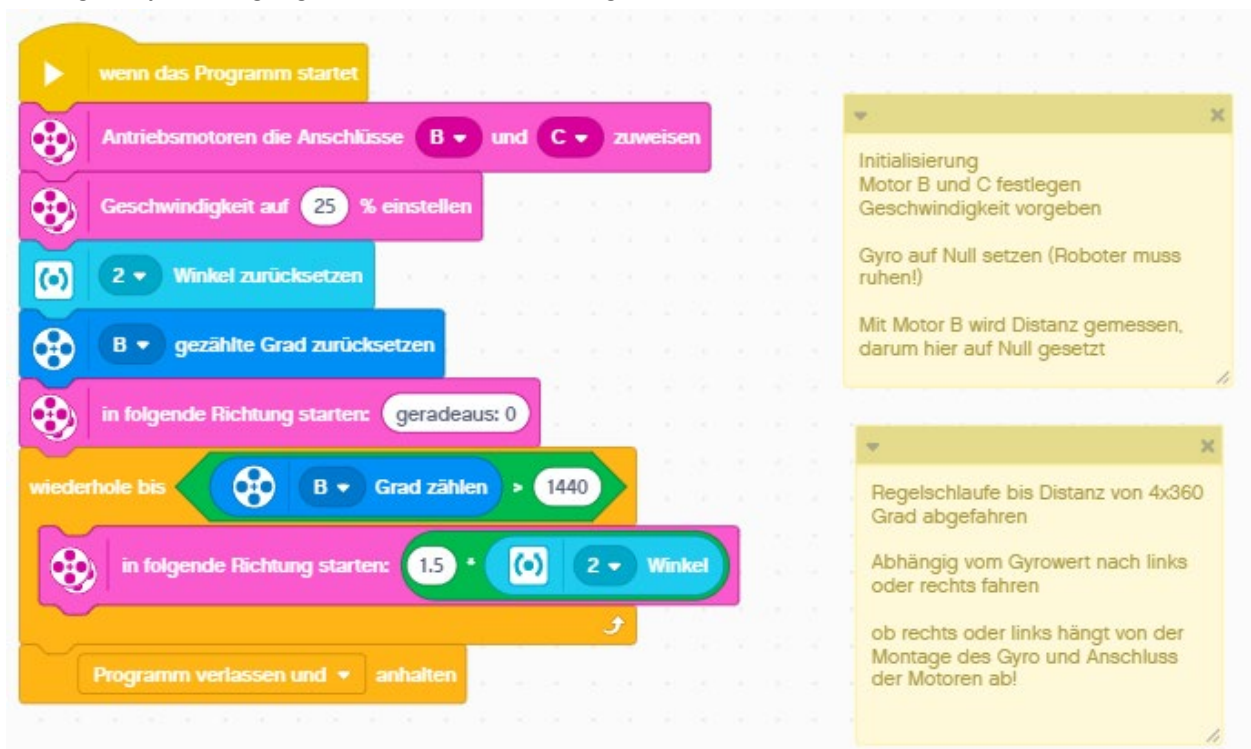 wenn das Programm startet
Antriebsmotoren die Anschlüsse B und C zuweisen
Geschwindigkeit auf 25 % einstellen
2 Winkel zurücksetzen
B gezählte Grad zurücksetzen
in folgende Richtung starten: geradeaus: 0
wiederhole bis B Grad zählen > 1440
in folgende Richtung starten: 1.5 * 2 Winkel
Programm verlassen und anhalten
Initialisierung
Motor B und C festlegen
Geschwindigkeit vorgeben
Gyro auf Null setzen (Roboter muss
ruhen!)
Mit Motor B wird Distanz gemessen,
darum hier auf Null gesetzt
Regelschlaufe bis Distanz von 4x360
Grad abgefahren
Abhängig vom Gyrowert nach links
oder rechts fahren
ob rechts oder links hängt von der
Montage des Gyro und Anschluss
der Motoren ab!